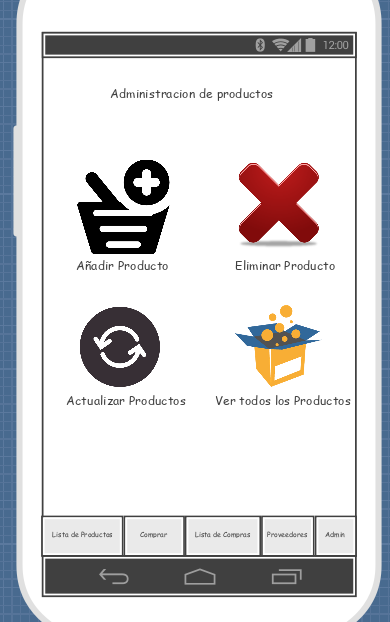 12:00
Administracion de productos
Añadir Producto
Eliminar Producto
Actualizar Productos
Ver todos los Productos
Lista de Productos
Comprar
Lista de Compras
Proveedores
Admin